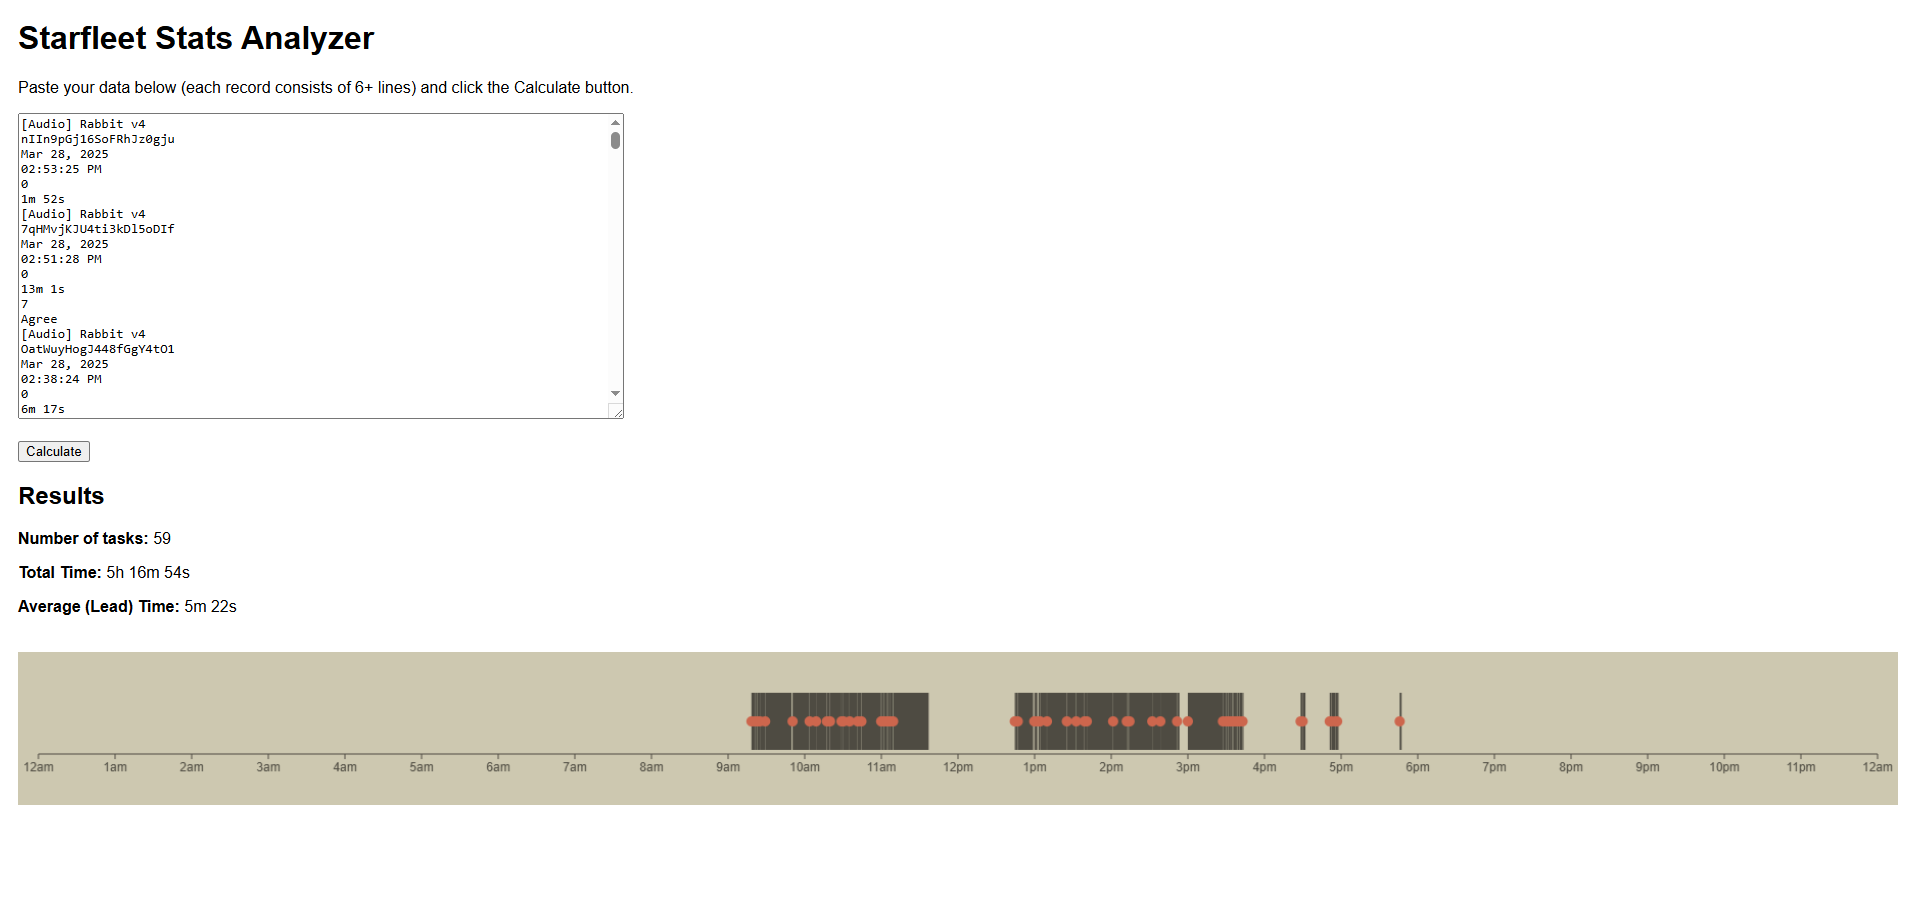 Starfleet Stats Analyzer
Paste your data below (each record consists of 6+ lines) and click the Calculate button.
[Audio] Rabbit v4
nIIn9pGj16SoFRhJz0gju
Mar 28, 2025
02:53:25 PM
0
1m 52s
[Audio] Rabbit v4
7qHMvjKJU4ti3kDl5oDIf
Mar 28, 2025
02:51:28 PM
0
13m 1s
7
Agree
[Audio] Rabbit v4
OatWuyHogJ448fGgY4tO1
Mar 28, 2025
02:38:24 PM
0
6m 17s
Calculate
Results
Number of tasks: 59
Total Time: 5h 16m 54s
Average (Lead) Time: 5m 22s
12am 1am 2am 3am 4am 5am 6am 7am 8am 9am 10am 11am 12pm 1pm 2pm 3pm 4pm 5pm 6pm 7pm 8pm 9pm 10pm 11pm 12am